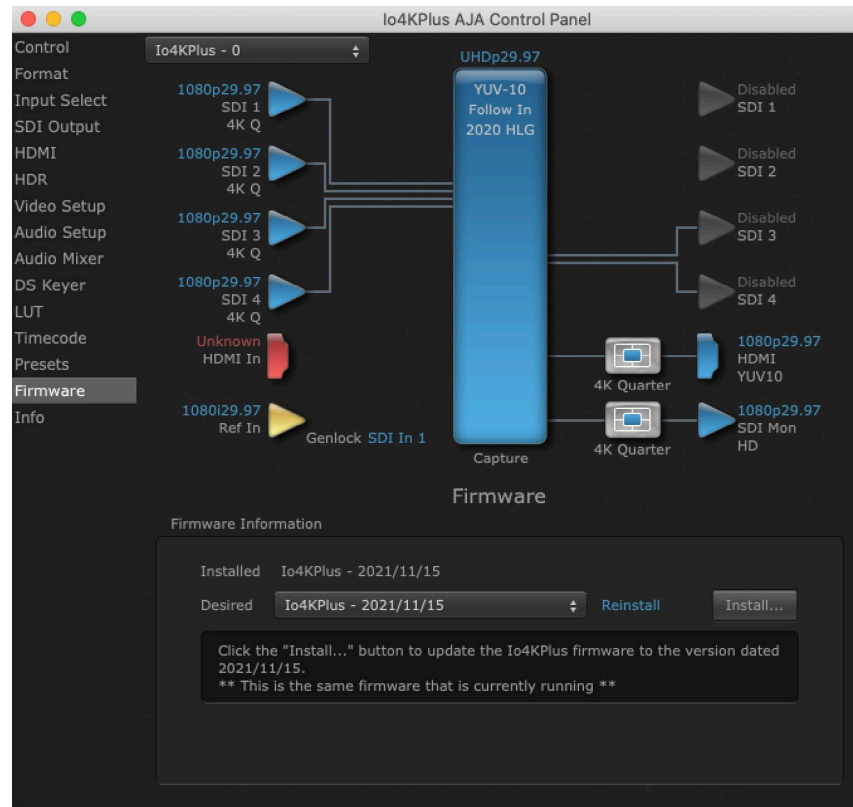 Io4KPlus AJA Control Panel
Control
Format
Input Select
SDI Output
HDMI
HDR
Video Setup
Audio Setup
Audio Mixer
DS Keyer
LUT
Timecode
Presets
Firmware
Info
Io4KPlus - 0
1080p29.97
SDI 1
4K Q
1080p29.97
SDI 2
4K Q
1080p29.97
SDI 3
4K Q
1080p29.97
SDI 4
4K Q
Unknown
HDMI In
1080i29.97
Ref In
Genlock SDI In 1
UHDp29.97
YUV-10
Follow In
2020 HLG
Capture
Disabled
SDI 1
Disabled
SDI 2
Disabled
SDI 3
Disabled
SDI 4
4K Quarter
1080p29.97
HDMI
YUV10
4K Quarter
1080p29.97
SDI Mon
HD
Firmware
Firmware Information
Installed Io4KPlus - 2021/11/15
Desired Io4KPlus - 2021/11/15 Reinstall Install...
Click the "Install..." button to update the Io4KPlus firmware to the version dated
2021/11/15.
** This is the same firmware that is currently running **